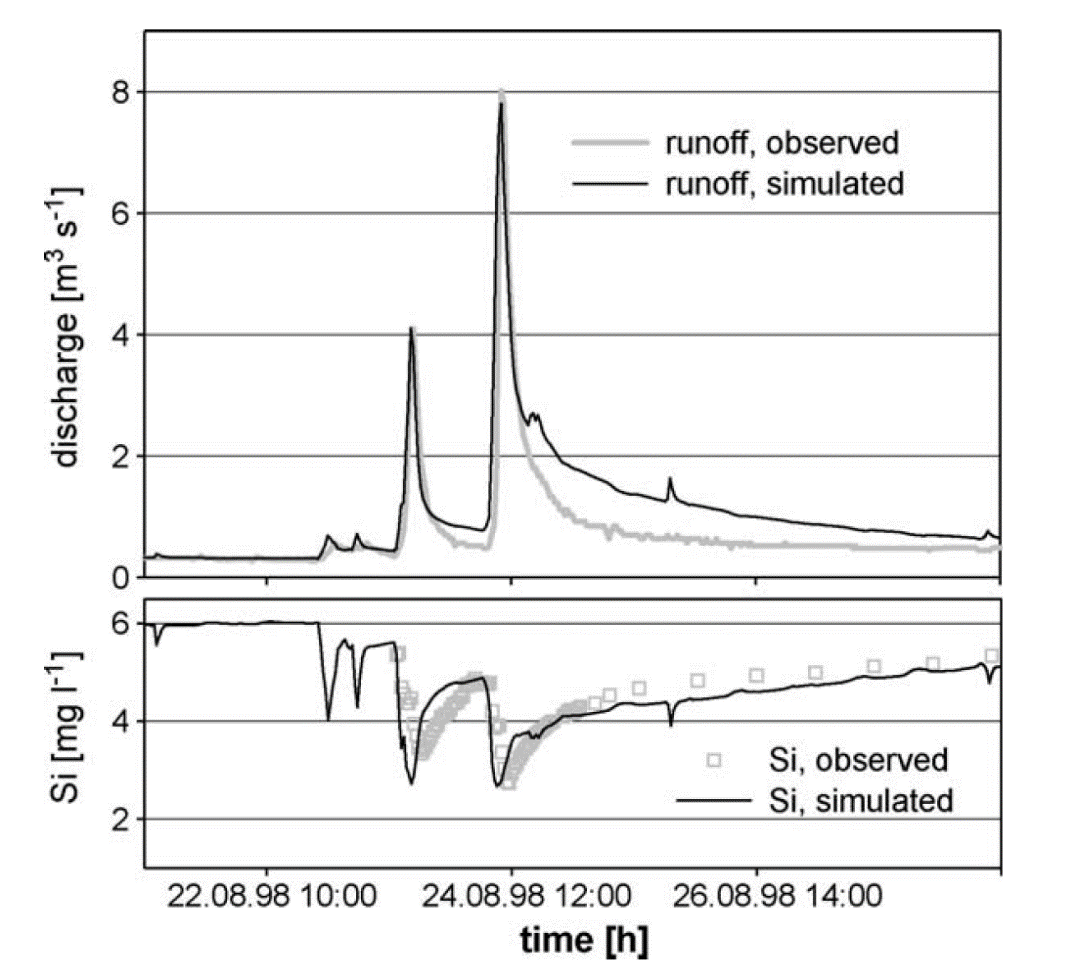 8
6
4
2
0
discharge [m³ s⁻¹]
runoff, observed
runoff, simulated
6
4
2
Si [mg l⁻¹]
Si, observed
Si, simulated
22.08.98 10:00 24.08.98 12:00 26.08.98 14:00
time [h]